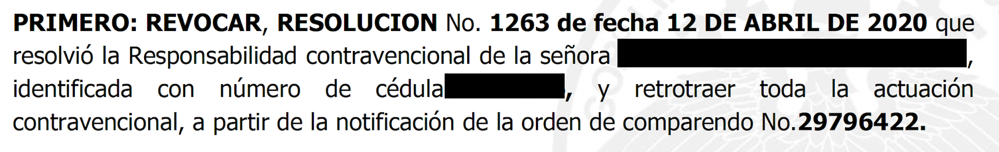 PRIMERO: REVOCAR, RESOLUCION No. 1263 de fecha 12 DE ABRIL DE 2020 que
resolvió la Responsabilidad contravencional de la señora ,
identificada con número de cédula , y retrotraer toda la actuación
contravencional, a partir de la notificación de la orden de comparendo No.29796422.